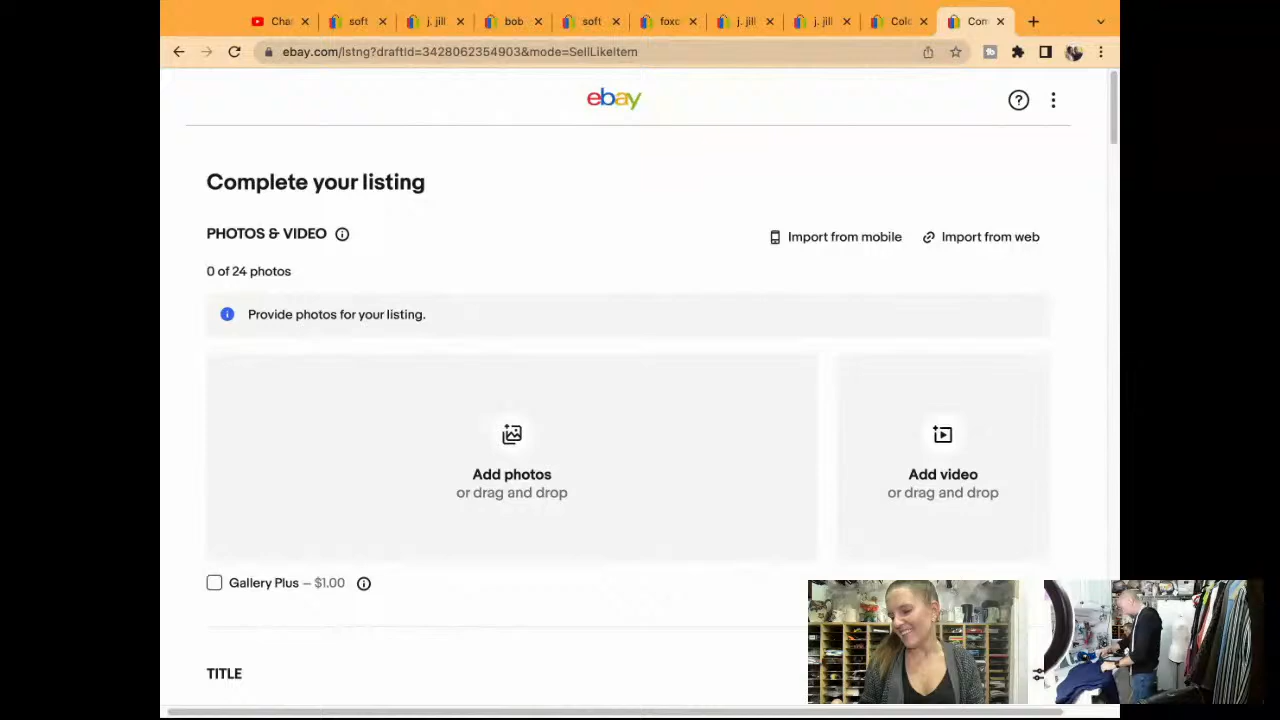 Chai
soft
j. jill
bob
soft
foxc
j. jill
j. jill
Colc
Com
ebay.com/lstng?draftId=3428062354903&mode=SellLikeItem
ebay
Complete your listing
PHOTOS & VIDEO
Import from mobile
Import from web
0 of 24 photos
Provide photos for your listing.
Add photos
or drag and drop
Add video
or drag and drop
Gallery Plus – $1.00
TITLE